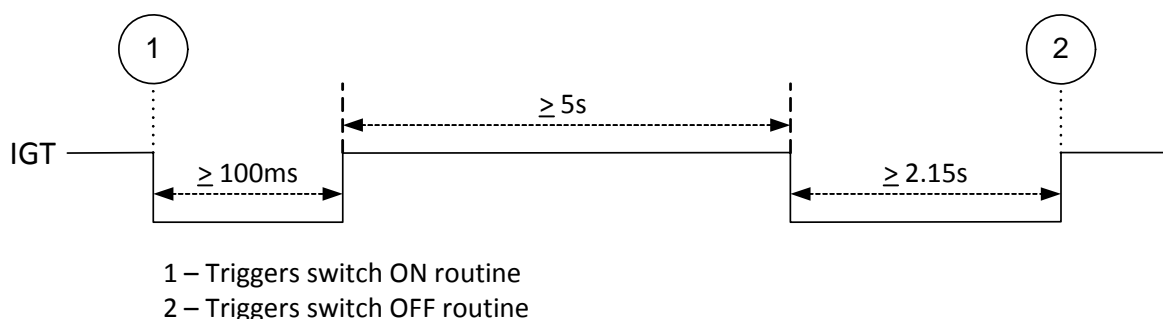 1
2
≥ 5s
IGT
≥ 100ms
≥ 2.15s
1 – Triggers switch ON routine
2 – Triggers switch OFF routine